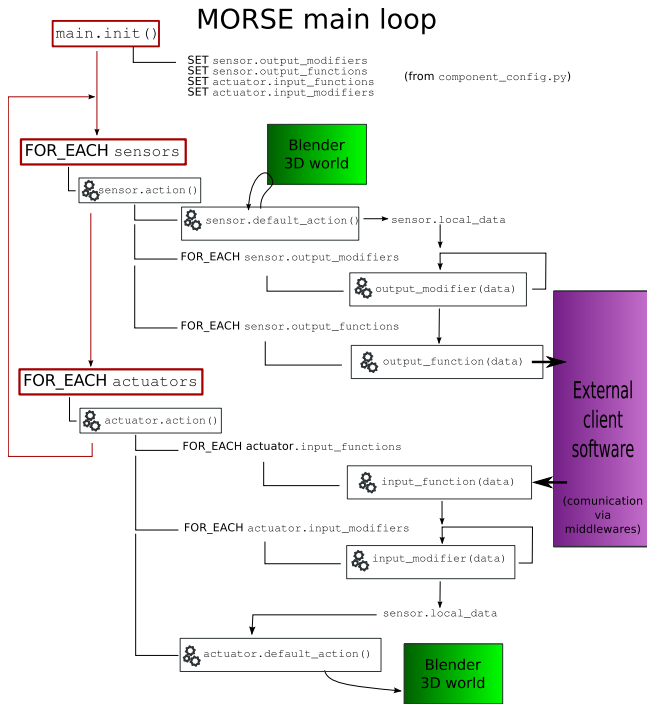 MORSE main loop
main.init()
SET sensor.output_modifiers
SET sensor.output_functions
SET actuator.input_functions
SET actuator.input_modifiers
(from component_config.py)
FOR_EACH sensors
Blender
3D world
sensor.action()
sensor.default_action()
sensor.local_data
FOR_EACH sensor.output_modifiers
output_modifier(data)
FOR_EACH sensor.output_functions
output_function(data)
External
client
software
(comunication
via
middlewares)
FOR_EACH actuators
actuator.action()
FOR_EACH actuator.input_functions
input_function(data)
FOR_EACH actuator.input_modifiers
input_modifier(data)
sensor.local_data
actuator.default_action()
Blender
3D world